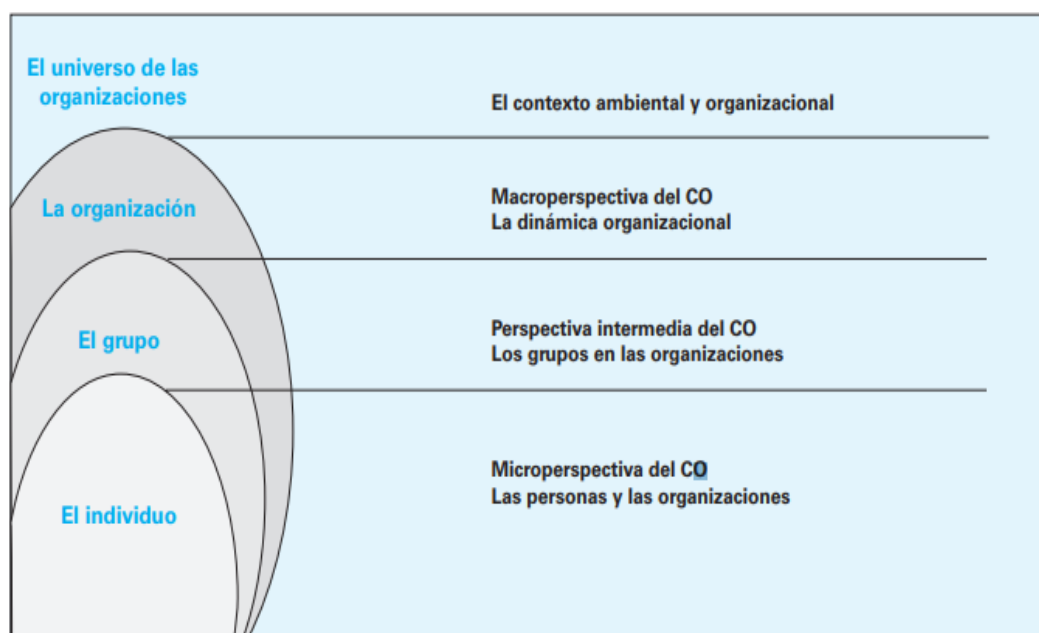 El universo de las
organizaciones
El contexto ambiental y organizacional
La organización
Macroperspectiva del CO
La dinámica organizacional
El grupo
Perspectiva intermedia del CO
Los grupos en las organizaciones
El individuo
Microperspectiva del CO
Las personas y las organizaciones